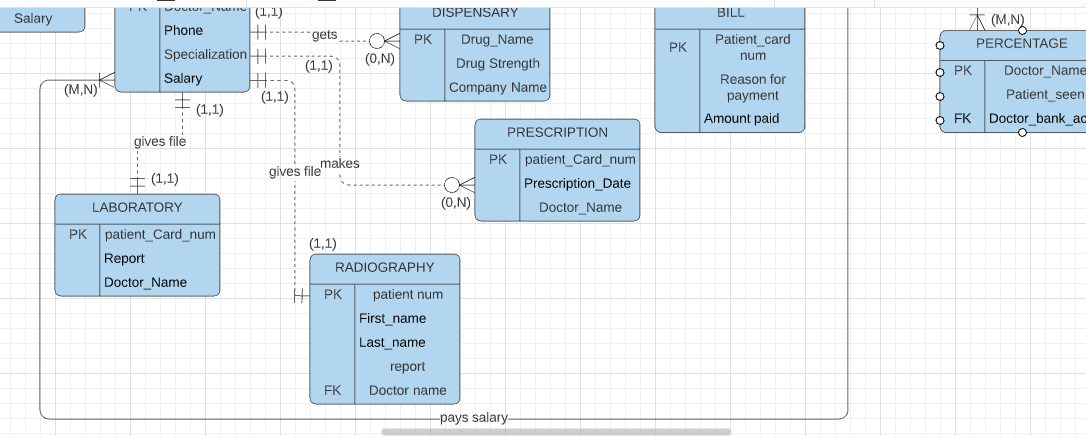 Salary
PK Doctor_Name
Phone
Specialization
Salary
(1,1)
gets
(0,N)
(1,1)
(1,1)
(M,N)
(1,1)
gives file
(1,1)
DISPENSARY
PK Drug_Name
Drug Strength
Company Name
BILL
PK Patient_card
num
Reason for
payment
Amount paid
(M,N)
PERCENTAGE
PK Doctor_Name
Patient_seen
FK Doctor_bank_ac
gives file
makes
(0,N)
PRESCRIPTION
PK patient_Card_num
Prescription_Date
Doctor_Name
LABORATORY
PK patient_Card_num
Report
Doctor_Name
(1,1)
RADIOGRAPHY
PK patient num
First_name
Last_name
report
FK Doctor name
pays salary